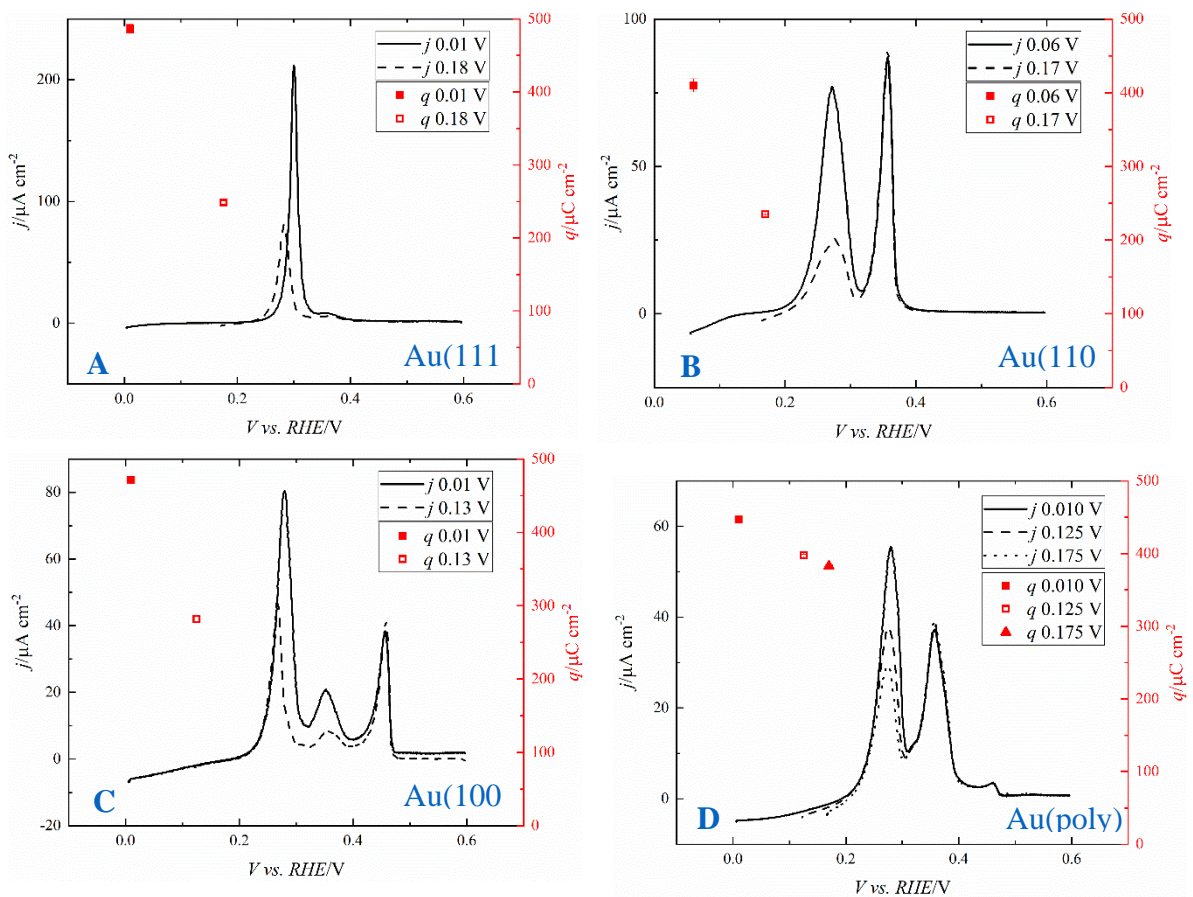 500
400
300
200
100
0
200
100
0
j/μA cm-2
q/μC cm-2
j 0.01 V
j 0.18 V
q 0.01 V
q 0.18 V
A
Au(111
0.0 0.2 0.4 0.6
V vs. RHE/V
100
50
0
500
400
300
200
100
0
j/μA cm-2
q/μC cm-2
j 0.06 V
j 0.17 V
q 0.06 V
q 0.17 V
B
Au(110
0.0 0.2 0.4 0.6
V vs. RHE/V
80
60
40
20
0
-20
500
400
300
200
100
0
j/μA cm-2
q/μC cm-2
j 0.01 V
j 0.13 V
q 0.01 V
q 0.13 V
C
Au(100
0.0 0.2 0.4 0.6
V vs. RHE/V
60
40
20
0
500
400
300
200
100
0
j/μA cm-2
q/μC cm-2
j 0.010 V
j 0.125 V
j 0.175 V
q 0.010 V
q 0.125 V
q 0.175 V
D
Au(poly)
0.0 0.2 0.4 0.6
V vs. RHE/V